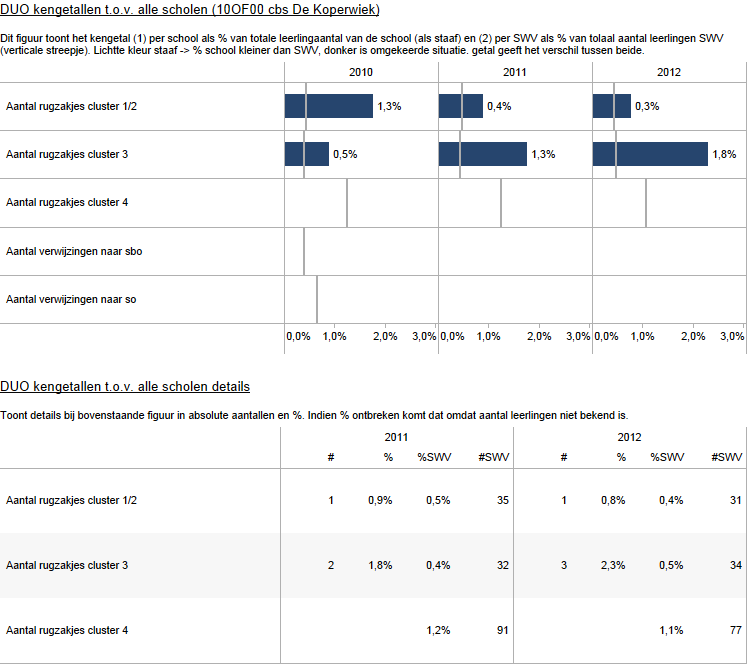 DUO kengetallen t.o.v. alle scholen (10OF00 cbs De Koperwiek)
Dit figuur toont het kengetal (1) per school als % van totale leerlingaantal van de school (als staaf) en (2) per SWV als % van tolaal aantal leerlingen SWV
(verticale streepje). Lichtte kleur staaf -> % school kleiner dan SWV, donker is omgekeerde situatie. getal geeft het verschil tussen beide.
2010 2011 2012
Aantal rugzakjes cluster 1/2 1,3% 0,4% 0,3%
Aantal rugzakjes cluster 3 0,5% 1,3% 1,8%
Aantal rugzakjes cluster 4
Aantal verwijzingen naar sbo
Aantal verwijzingen naar so
0,0% 1,0% 2,0% 3,0% 0,0% 1,0% 2,0% 3,0% 0,0% 1,0% 2,0% 3,0%
DUO kengetallen t.o.v. alle scholen details
Toont details bij bovenstaande figuur in absolute aantallen en %. Indien % ontbreken komt dat omdat aantal leerlingen niet bekend is.
2011 2012
# % %SWV #SWV # % %SWV #SWV
Aantal rugzakjes cluster 1/2 1 0,9% 0,5% 35 1 0,8% 0,4% 31
Aantal rugzakjes cluster 3 2 1,8% 0,4% 32 3 2,3% 0,5% 34
Aantal rugzakjes cluster 4 1,2% 91 1,1% 77